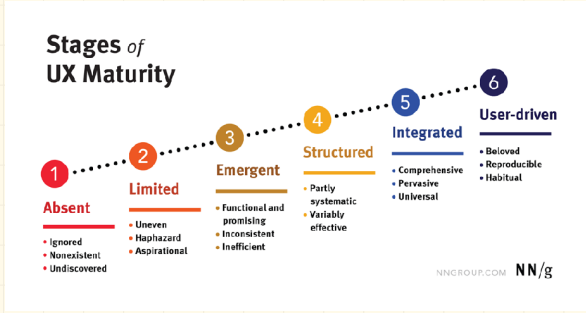 Stages of
UX Maturity
1
Absent
• Ignored
• Nonexistent
• Undiscovered
2
Limited
• Uneven
• Haphazard
• Aspirational
3
Emergent
• Functional and
promising
• Inconsistent
• Inefficient
4
Structured
• Partly
systematic
• Variably
effective
5
Integrated
• Comprehensive
• Pervasive
• Universal
6
User-driven
• Beloved
• Reproducible
• Habitual
NNGROUP.COM NN/g